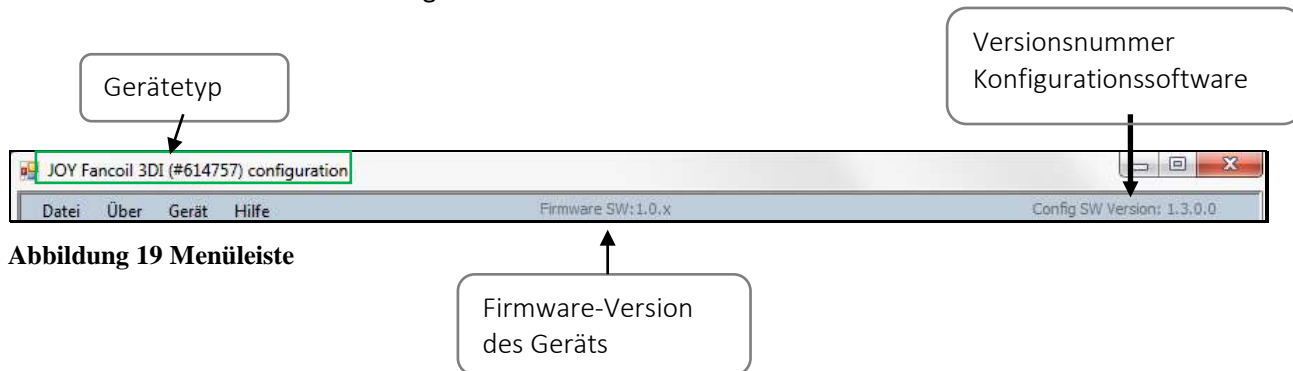 Versionsnummer
Konfigurationssoftware
Gerätetyp
JOY Fancoil 3DI (#614757) configuration
Datei Über Gerät Hilfe Firmware SW:1.0.x Config SW Version: 1.3.0.0
Abbildung 19 Menüleiste
Firmware-Version
des Geräts